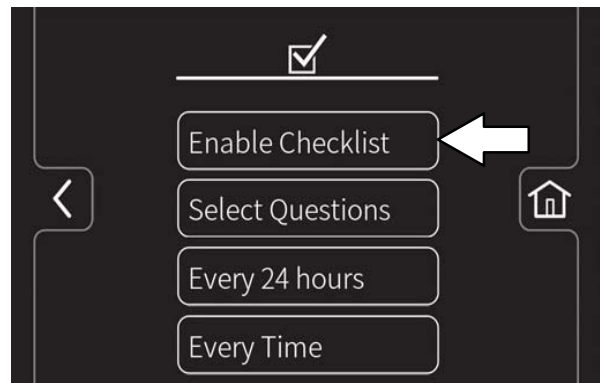 Enable Checklist
Select Questions
Every 24 hours
Every Time